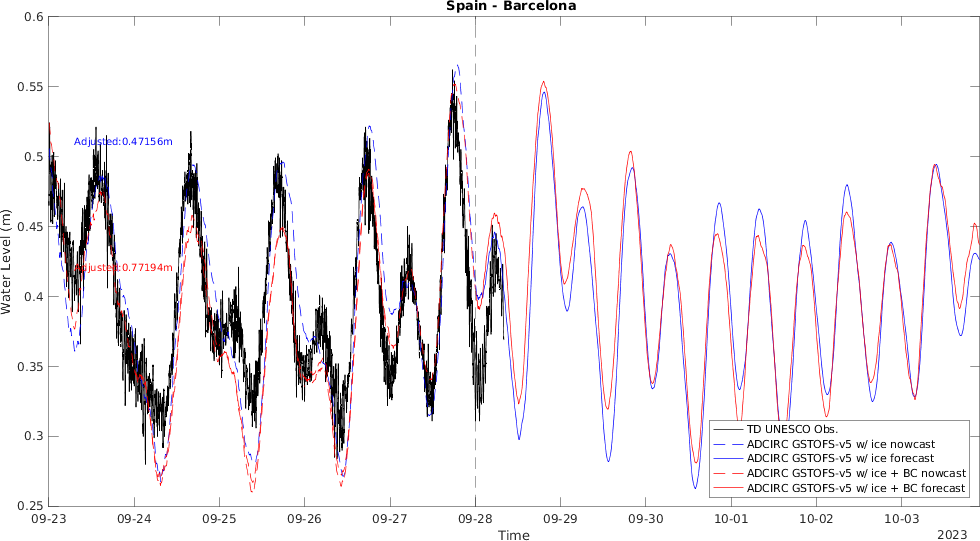 Spain - Barcelona
0.6
0.55
0.5
0.45
0.4
0.35
0.3
0.25
Water Level (m)
Adjusted:0.47156m
Adjusted:0.77194m
TD UNESCO Obs.
ADCIRC GSTOFS-v5 w/ ice nowcast
ADCIRC GSTOFS-v5 w/ ice forecast
ADCIRC GSTOFS-v5 w/ ice + BC nowcast
ADCIRC GSTOFS-v5 w/ ice + BC forecast
09-23 09-24 09-25 09-26 09-27 09-28 09-29 09-30 10-01 10-02 10-03
Time
2023